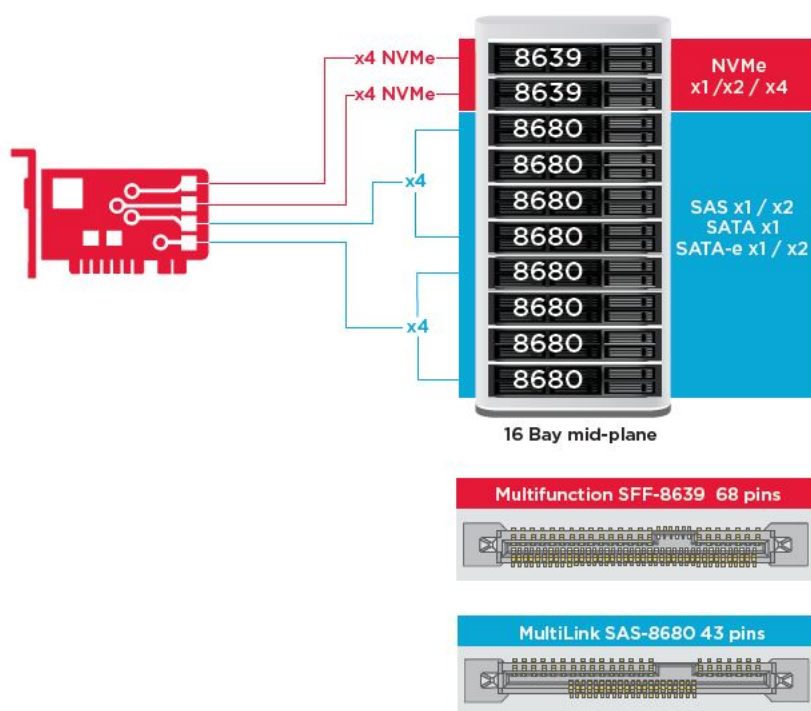 x4 NVMe
x4 NVMe
x4
x4
8639
8639
8680
8680
8680
8680
8680
8680
8680
8680
NVMe
x1 /x2 / x4
SAS x1 / x2
SATA x1
SATA-e x1 / x2
16 Bay mid-plane
Multifunction SFF-8639 68 pins
MultiLink SAS-8680 43 pins